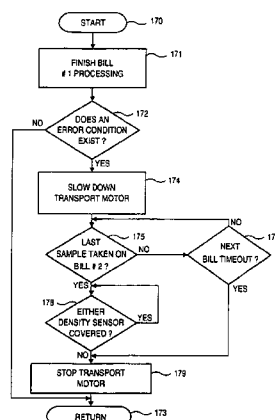 START
170
FINISH BILL
# 1 PROCESSING
171
172
NO
DOES AN
ERROR CONDITION
EXIST ?
YES
SLOW DOWN
TRANSPORT MOTOR
174
NO
175
LAST
SAMPLE TAKEN ON
BILL # 2 ?
NO
NEXT
BILL TIMEOUT ?
YES
YES
178
EITHER
DENSITY SENSOR
COVERED ?
YES
NO
STOP TRANSPORT
MOTOR
179
RETURN
173